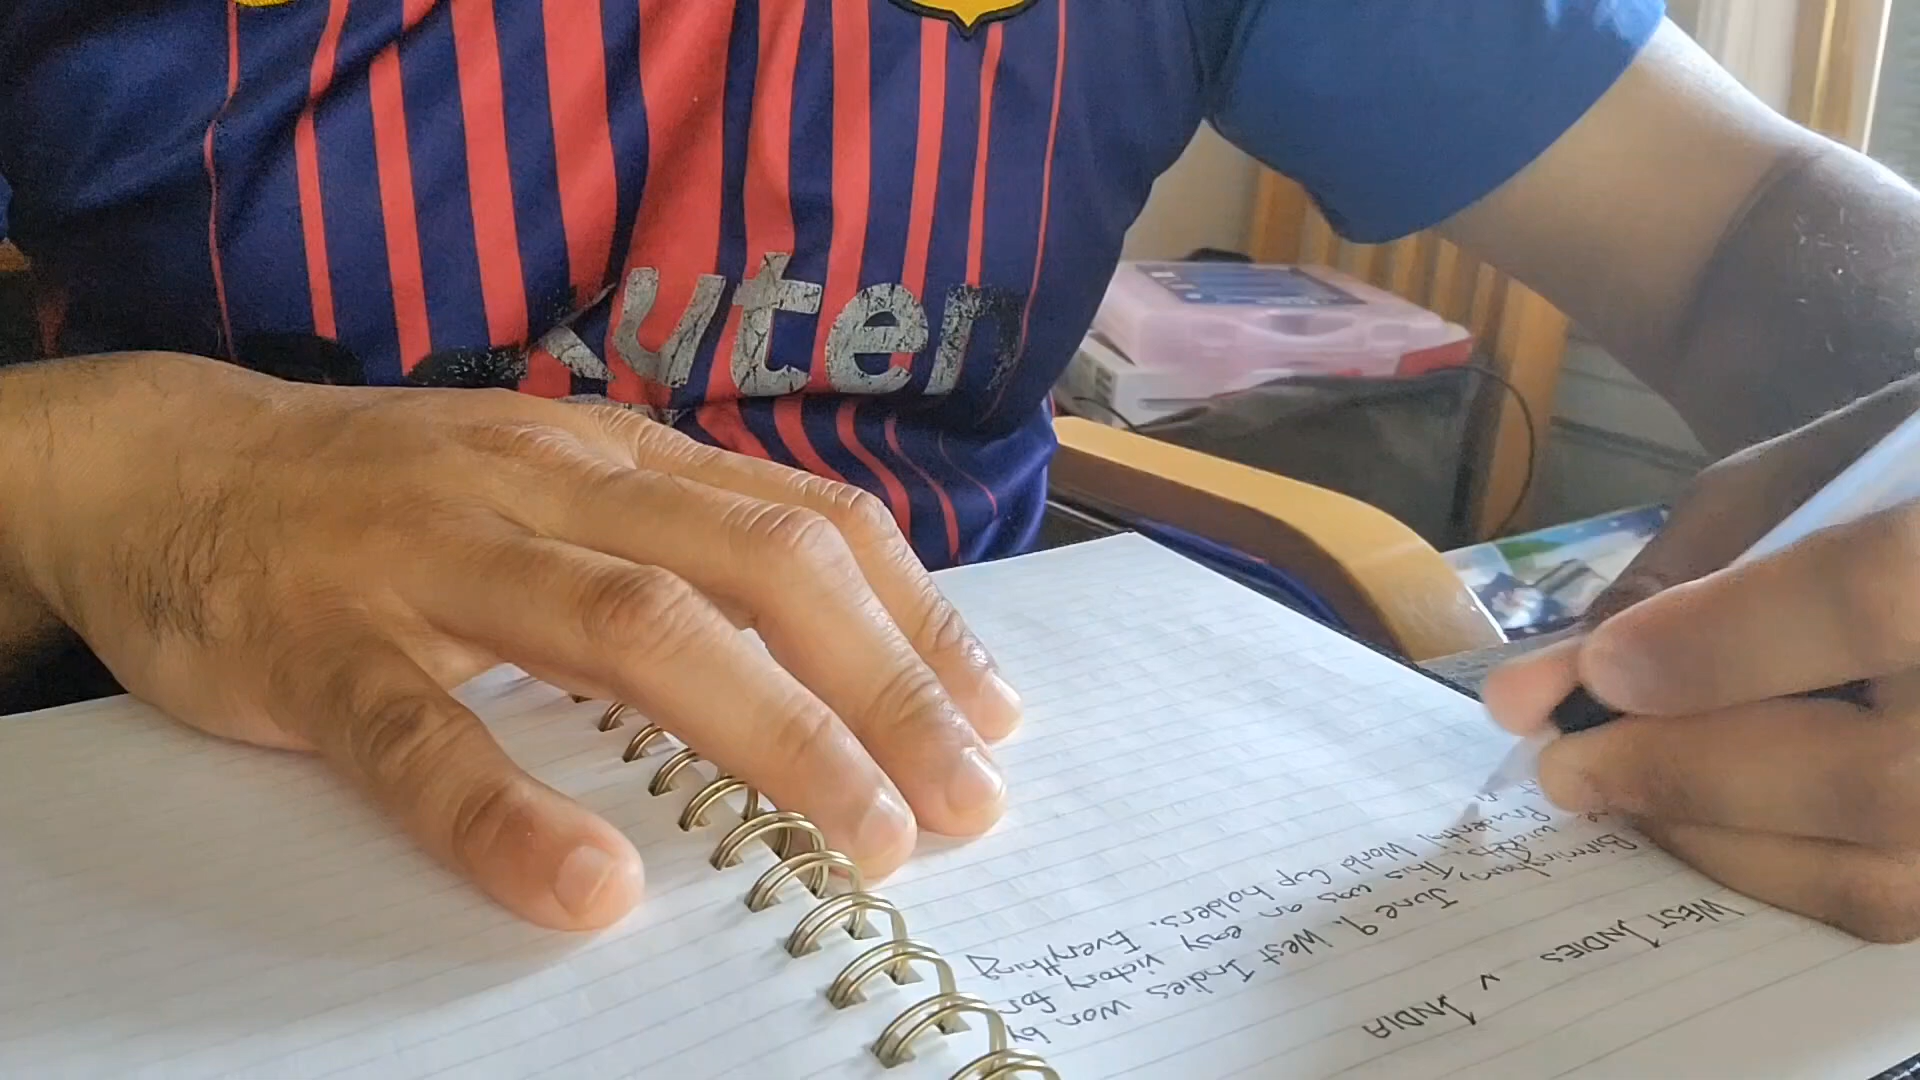 kuten
WEST INDIES v INDIA
Birmingham, June 9. West Indies won by
wickets. This was an easy victory for
Prudential World Cup holders. Everything